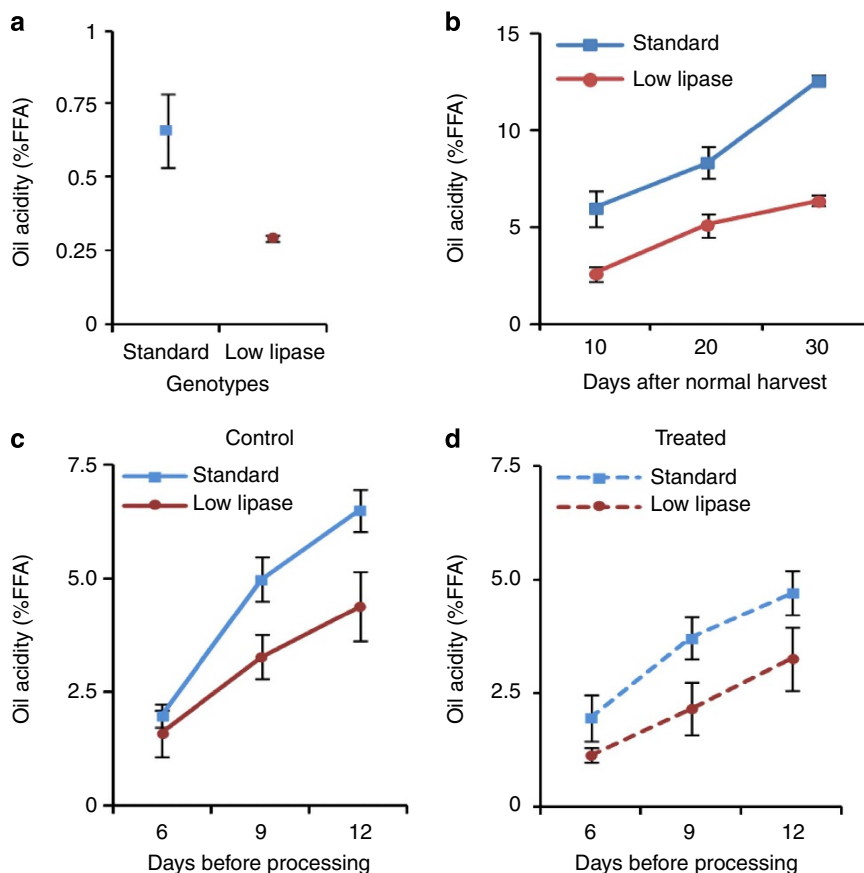 a
1
0.75
0.5
0.25
0
Oil acidity (%FFA)
Standard Low lipase
Genotypes
b
15
10
5
0
Oil acidity (%FFA)
Standard
Low lipase
10 20 30
Days after normal harvest
c
Control
7.5
5.0
2.5
0
Oil acidity (%FFA)
Standard
Low lipase
6 9 12
Days before processing
d
Treated
7.5
5.0
2.5
0
Oil acidity (%FFA)
Standard
Low lipase
6 9 12
Days before processing